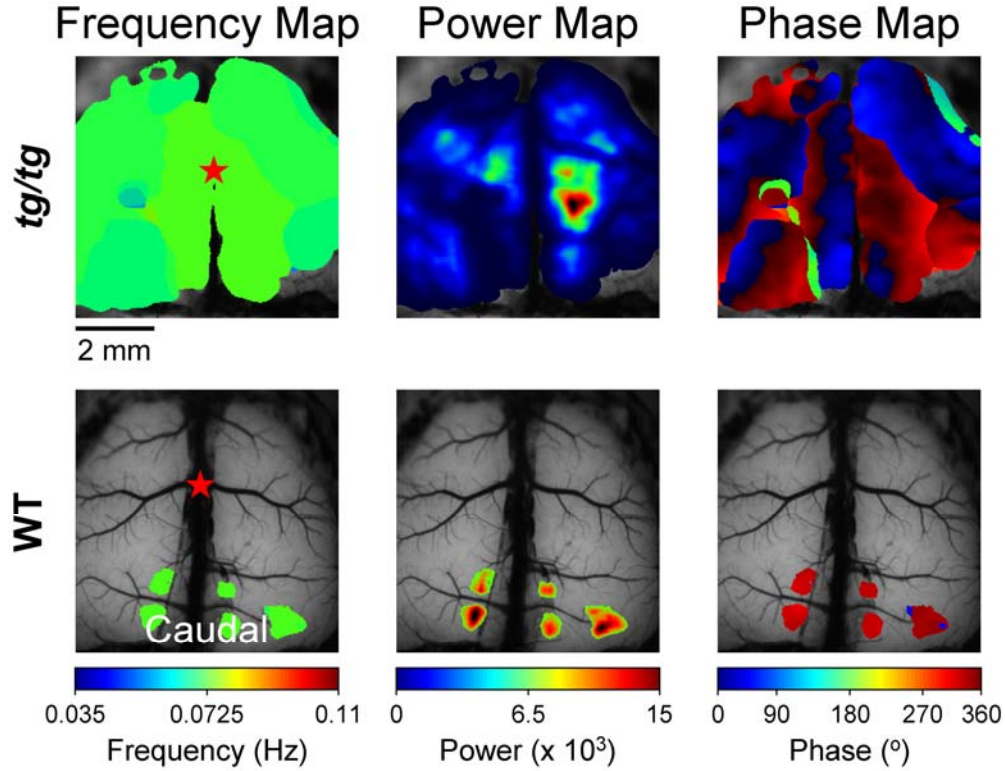 Frequency Map Power Map Phase Map
tg/tg
2 mm
WT
Caudal
0.035 0.0725 0.11 0 6.5 15 0 90 180 270 360
Frequency (Hz) Power (x 10³) Phase (º)